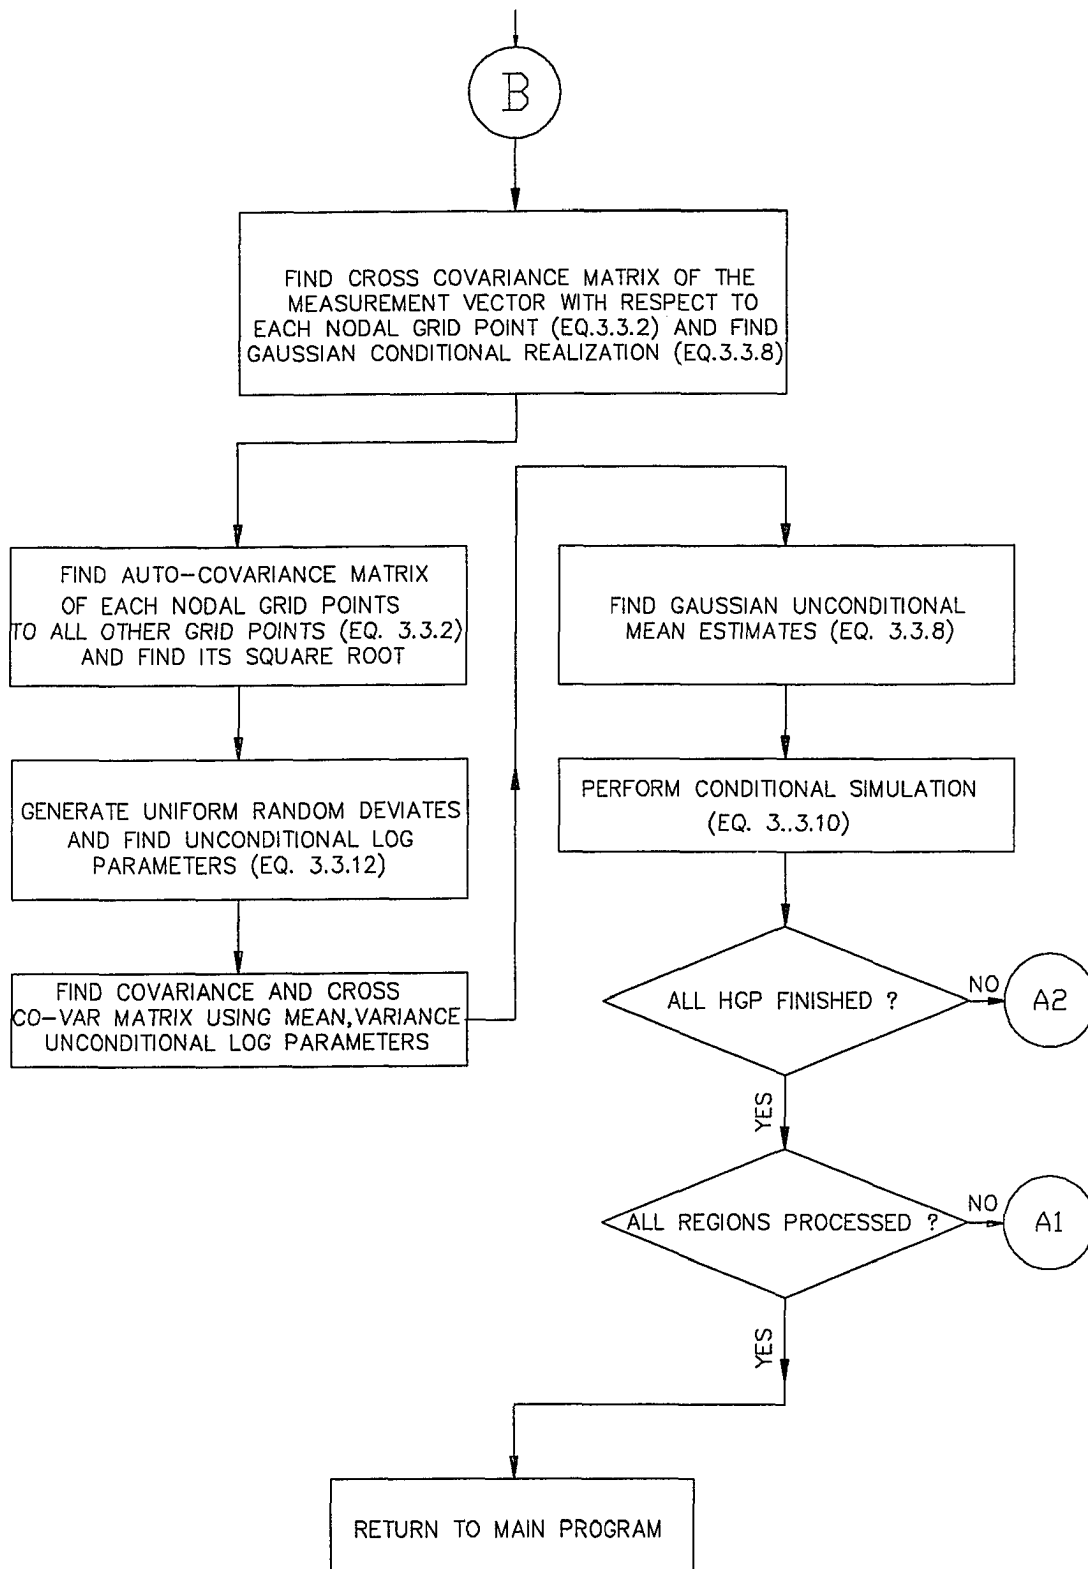 B
FIND CROSS COVARIANCE MATRIX OF THE
MEASUREMENT VECTOR WITH RESPECT TO
EACH NODAL GRID POINT (EQ.3.3.2) AND FIND
GAUSSIAN CONDITIONAL REALIZATION (EQ.3.3.8)
FIND AUTO-COVARIANCE MATRIX
OF EACH NODAL GRID POINTS
TO ALL OTHER GRID POINTS (EQ. 3.3.2)
AND FIND ITS SQUARE ROOT
GENERATE UNIFORM RANDOM DEVIATES
AND FIND UNCONDITIONAL LOG
PARAMETERS (EQ. 3.3.12)
FIND COVARIANCE AND CROSS
CO-VAR MATRIX USING MEAN,VARIANCE
UNCONDITIONAL LOG PARAMETERS
FIND GAUSSIAN UNCONDITIONAL
MEAN ESTIMATES (EQ. 3.3.8)
PERFORM CONDITIONAL SIMULATION
(EQ. 3..3.10)
ALL HGP FINISHED ?
NO
A2
YES
ALL REGIONS PROCESSED ?
NO
A1
YES
RETURN TO MAIN PROGRAM